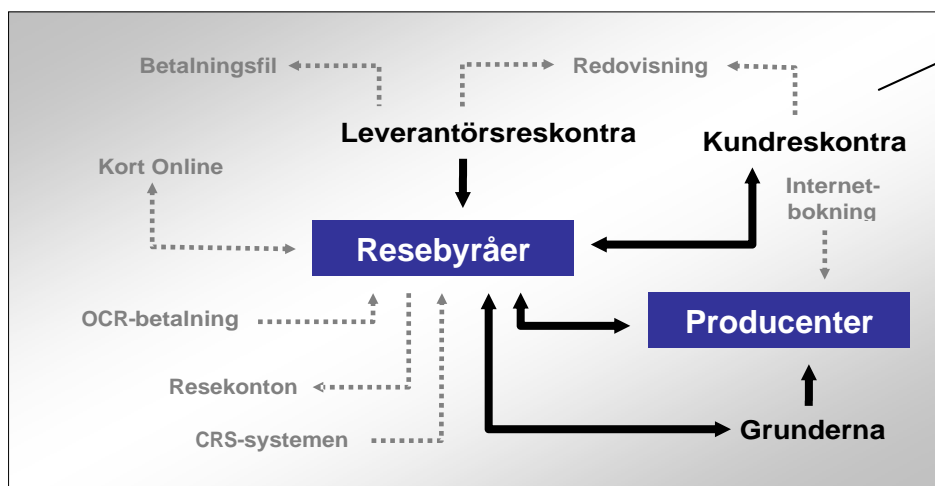 Betalningsfil
Redovisning
Leverantörsreskontra
Kundreskontra
Kort Online
Internet-
bokning
Resebyråer
OCR-betalning
Producenter
Resekonton
CRS-systemen
Grunderna